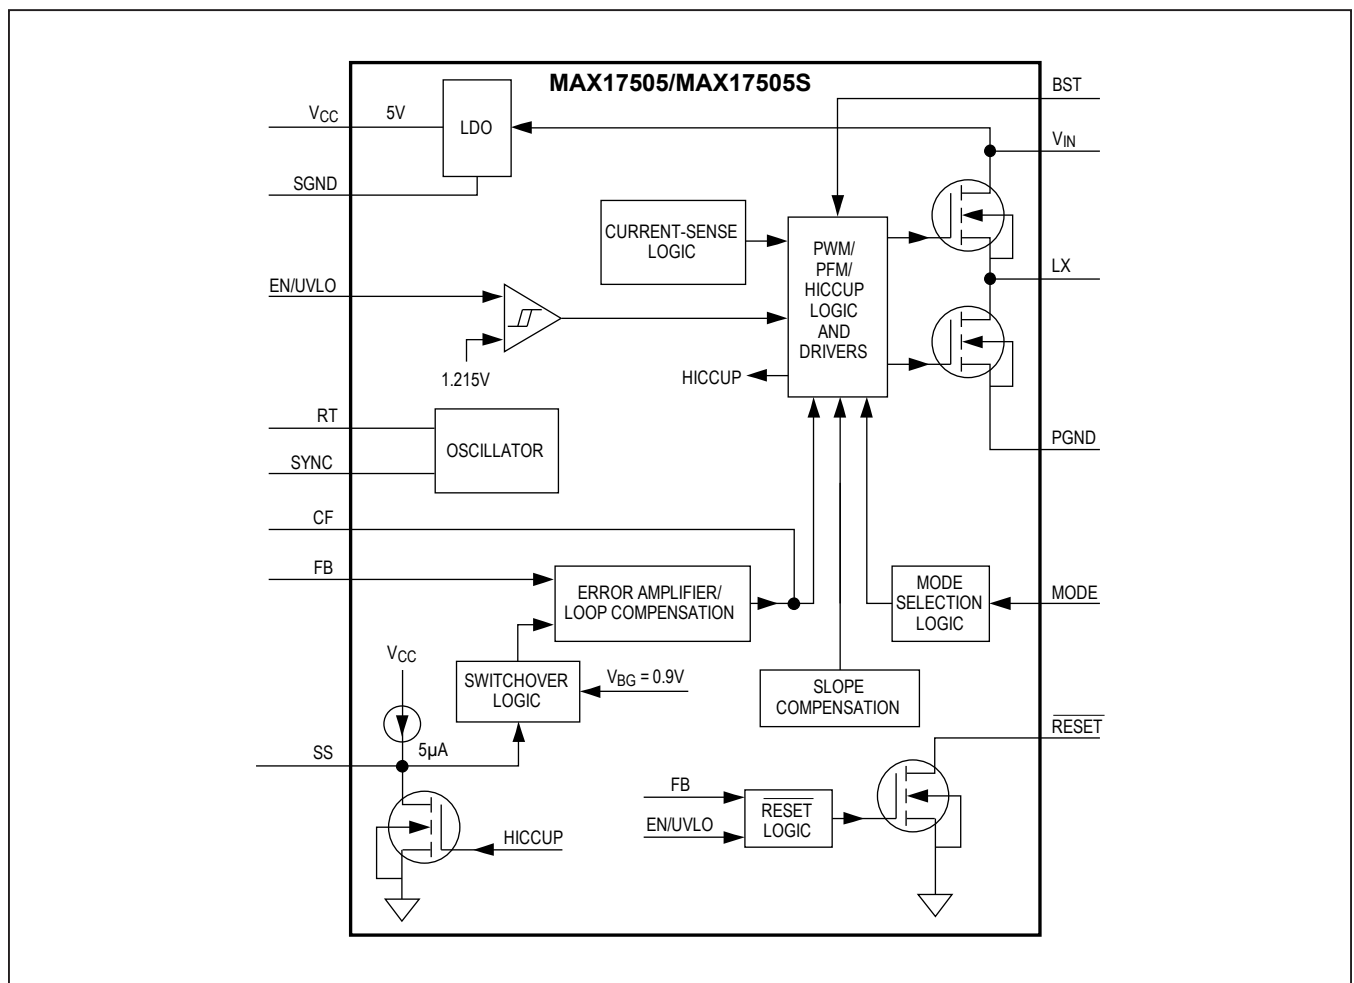 MAX17505/MAX17505S
BST
VCC
5V
LDO
VIN
SGND
CURRENT-SENSE
LOGIC
PWM/
PFM/
HICCUP
LOGIC
AND
DRIVERS
LX
EN/UVLO
1.215V
HICCUP
RT
OSCILLATOR
SYNC
PGND
CF
FB
ERROR AMPLIFIER/
LOOP COMPENSATION
MODE
SELECTION
LOGIC
MODE
VCC
SWITCHOVER
LOGIC
VBG = 0.9V
SLOPE
COMPENSATION
RESET
SS
5µA
FB
EN/UVLO
RESET
LOGIC
HICCUP